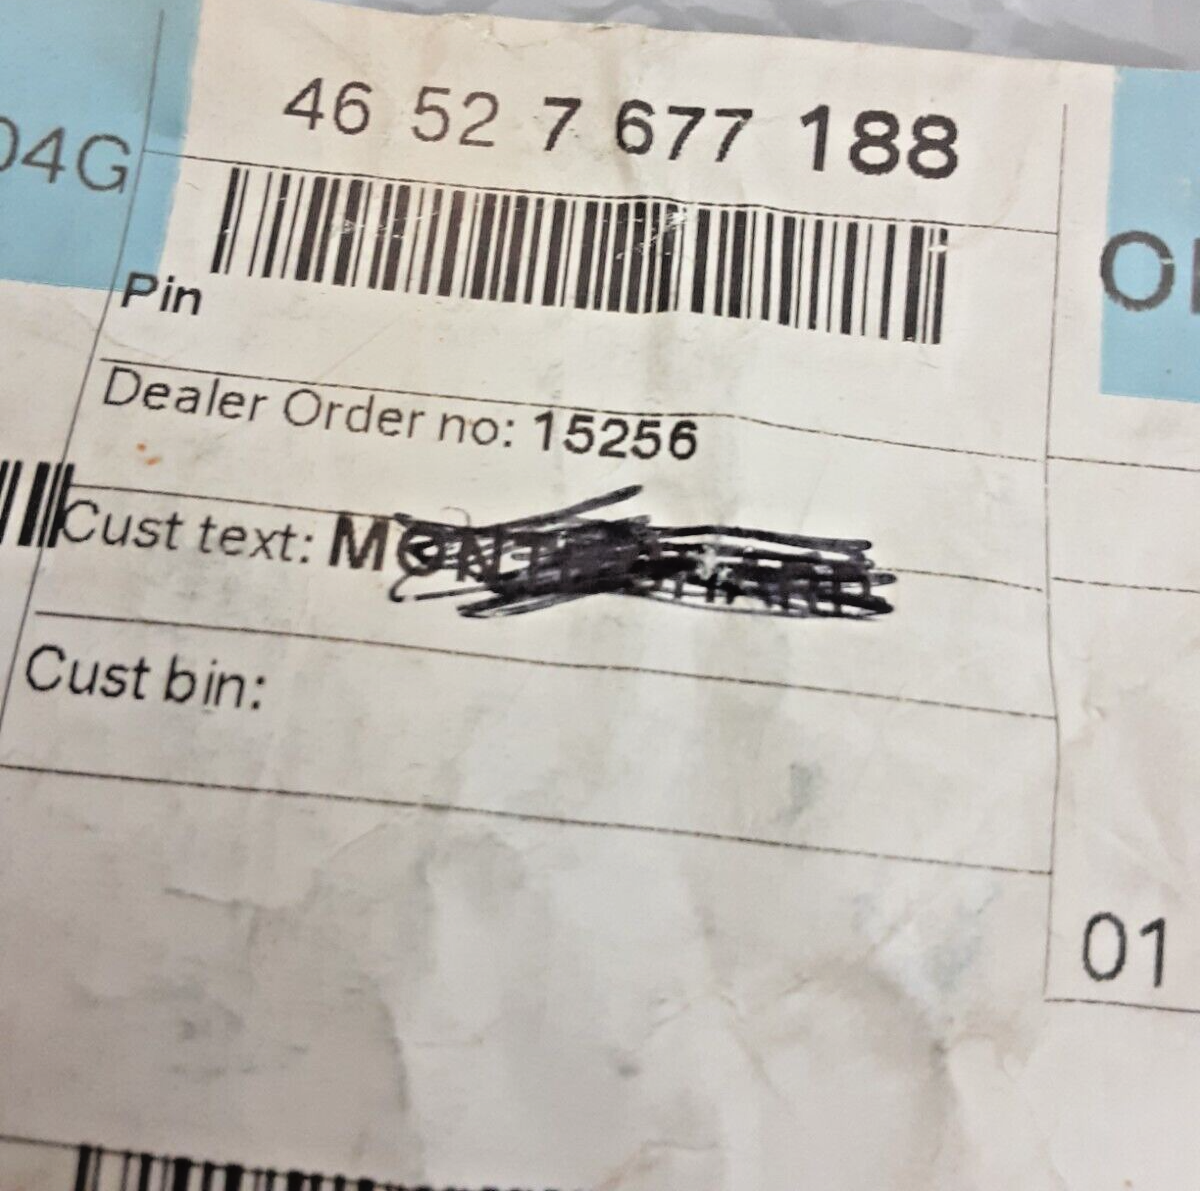 46 52 7 677 188
04G
Pin
Dealer Order no: 15256
Cust text:
Cust bin:
01